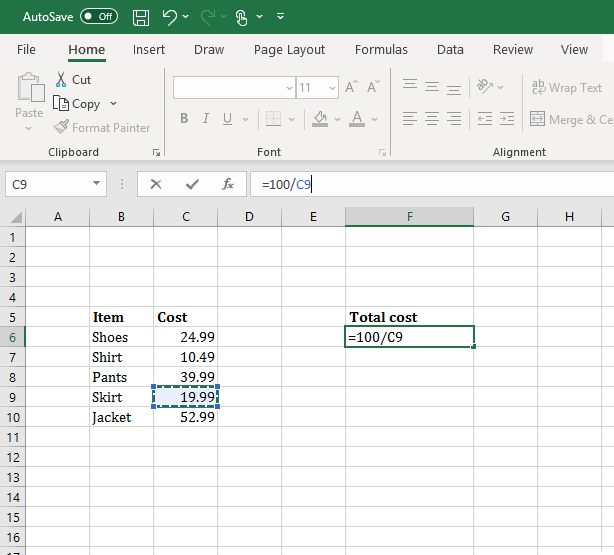 AutoSave Off
File Home Insert Draw Page Layout Formulas Data Review View
Cut
Copy
Paste
Format Painter
11 A A
B I U A
ab Wrap Text
Merge & Ce
Clipboard Font Alignment
C9 fx =100/C9
A B C D E F G H
1
2
3
4
5 Item Cost Total cost
6 Shoes 24.99 =100/C9
7 Shirt 10.49
8 Pants 39.99
9 Skirt 19.99
10 Jacket 52.99
11
12
13
14
15
16